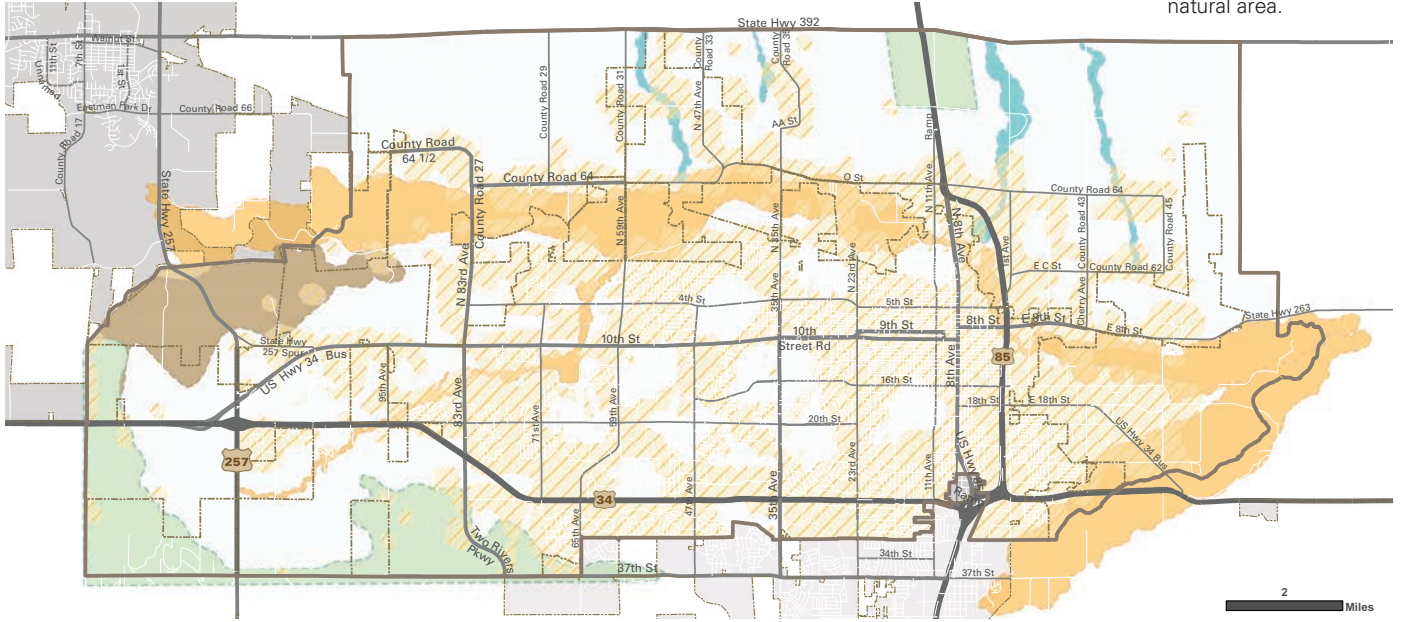 natural area.
State Hwy 392
Walnut St
11th St
7th St
1st St
Unnamed
Eastman Park Dr
County Road 66
County Road 17
State Hwy 257
County Road
64 1/2
County Road 27
County Road 29
County Road 31
County
Road 33
N 47th Ave
County
Road 35
AA St
County Road 64
O St
Ramp
N 11th Ave
N 8th Ave
1st Ave
County Road 64
County Road 43
County Road 45
E C St
County Road 62
Cherry Ave
N 59th Ave
N 35th Ave
N 23rd Ave
N 83rd Ave
4th St
5th St
35th Ave
State Hwy
257 Spur
US Hwy 34 Bus
10th St
10th
Street Rd
9th St
8th St
E 9th St
E 8th St
State Hwy 263
85
8th Ave
95th Ave
83rd Ave
71st Ave
59th Ave
16th St
18th St
E 18th St
20th St
23rd Ave
11th Ave
US Hwy 34 Bus
257
34
47th Ave
35th Ave
65th Ave
Two Rivers
Pkwy
37th St
34th St
37th St
2
Miles